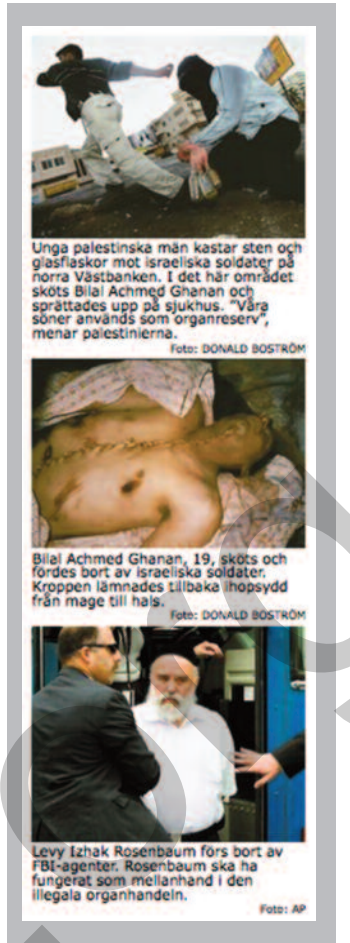 Unga palestinska män kastar sten och
glasflaskor mot israeliska soldater på
norra Västbanken. I det här området
sköts Bilal Achmed Ghanan och
sprättades upp på sjukhus. "Våra
söner används som organreserv",
menar palestinierna.
Foto: DONALD BOSTRÖM
Bilal Achmed Ghanan, 19, sköts och
fördes bort av israeliska soldater.
Kroppen lämnades tillbaka ihopsydd
från mage till hals.
Foto: DONALD BOSTRÖM
Levy Izhak Rosenbaum förs bort av
FBI-agenter. Rosenbaum ska ha
fungerat som mellanhand i den
illegala organhandeln.
Foto: AP